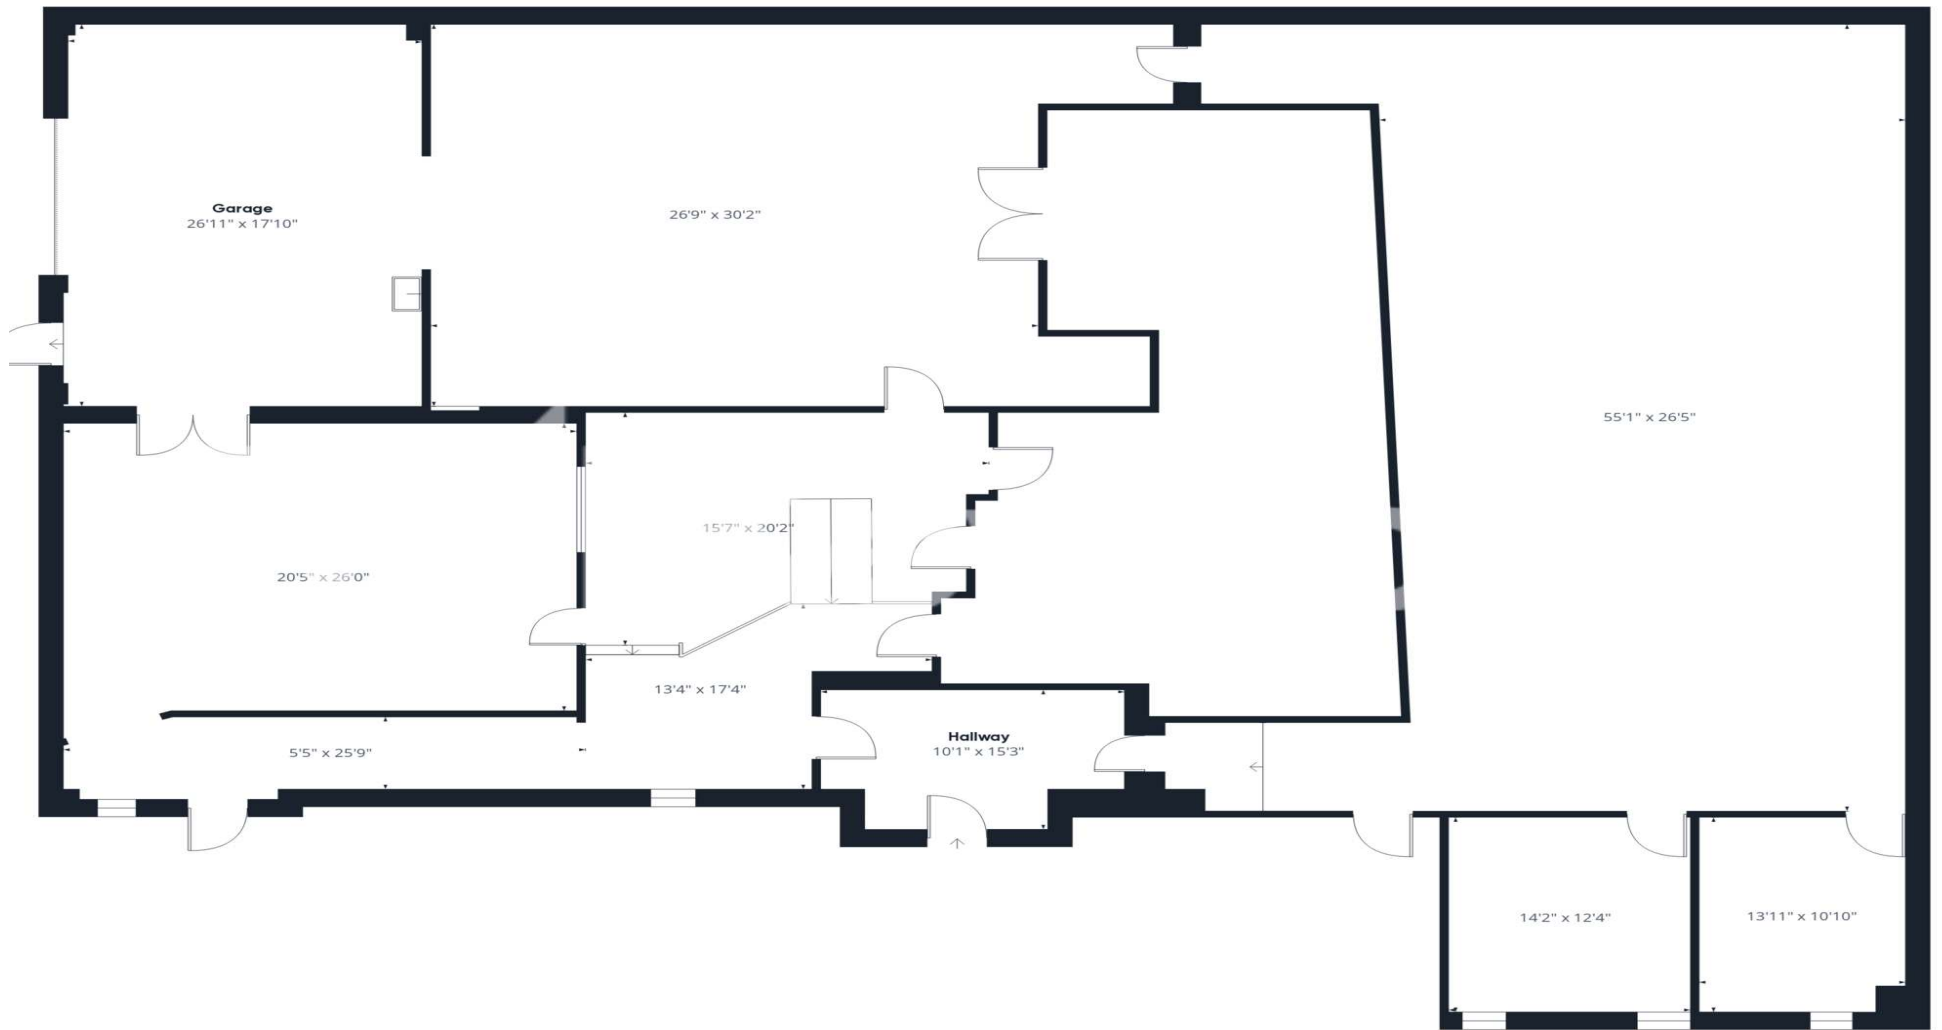 Garage
26'11" x 17'10"
26'9" x 30'2"
55'1" x 26'5"
15'7" x 20'2"
20'5" x 26'0"
13'4" x 17'4"
Hallway
10'1" x 15'3"
5'5" x 25'9"
14'2" x 12'4"
13'11" x 10'10"